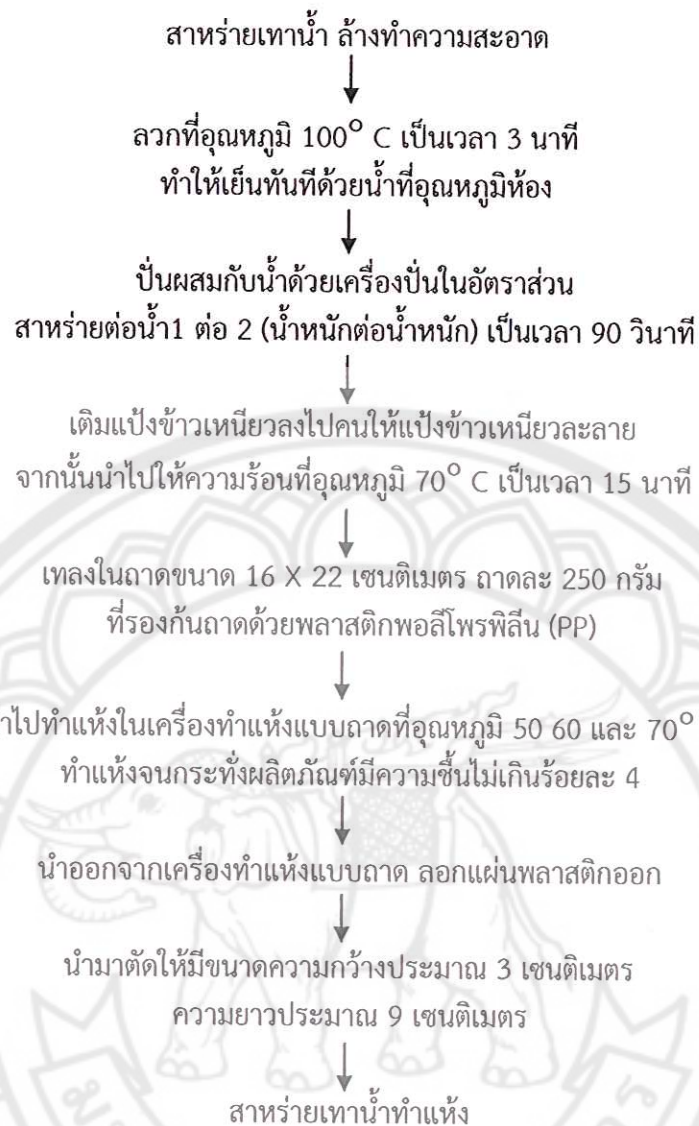 สาหร่ายเทาน้ำ ล้างทำความสะอาด
ลวกที่อุณหภูมิ 100° C เป็นเวลา 3 นาที
ทำให้เย็นทันทีด้วยน้ำที่อุณหภูมิห้อง
ปั่นผสมกับน้ำด้วยเครื่องปั่นในอัตราส่วน
สาหร่ายต่อน้ำ1 ต่อ 2 (น้ำหนักต่อน้ำหนัก) เป็นเวลา 90 วินาที
เติมแป้งข้าวเหนียวลงไปคนให้แป้งข้าวเหนียวละลาย
จากนั้นนำไปให้ความร้อนที่อุณหภูมิ 70° C เป็นเวลา 15 นาที
เทลงในถาดขนาด 16 X 22 เซนติเมตร ถาดละ 250 กรัม
ที่รองก้นถาดด้วยพลาสติกพอลีโพรพิลีน (PP)
าไปทำแห้งในเครื่องทำแห้งแบบถาดที่อุณหภูมิ 50 60 และ 70°
ทำแห้งจนกระทั่งผลิตภัณฑ์มีความชื้นไม่เกินร้อยละ 4
นำออกจากเครื่องทำแห้งแบบถาด ลอกแผ่นพลาสติกออก
นำมาตัดให้มีขนาดความกว้างประมาณ 3 เซนติเมตร
ความยาวประมาณ 9 เซนติเมตร
สาหร่ายเทาน้ำทำแห้ง